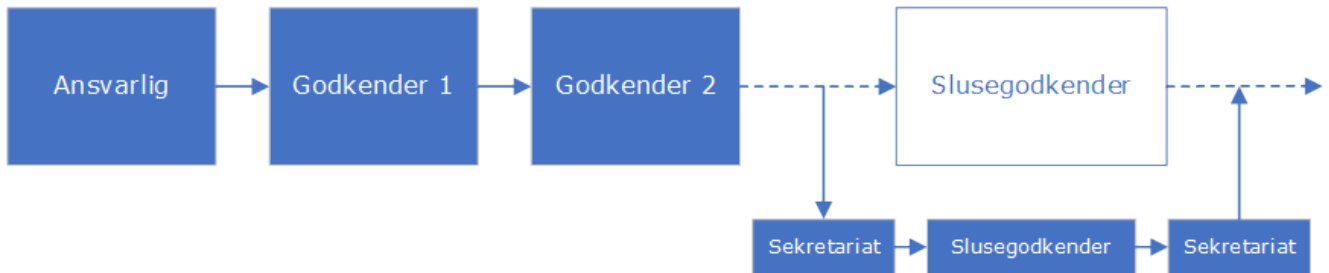 Ansvarlig
Godkender 1
Godkender 2
Slusegodkender
Sekretariat
Slusegodkender
Sekretariat